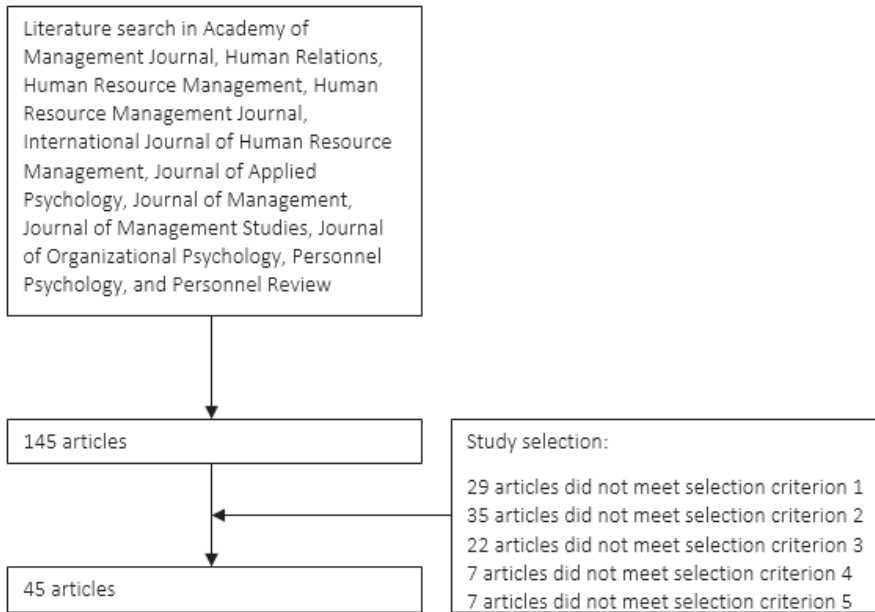 Literature search in Academy of
Management Journal, Human Relations,
Human Resource Management, Human
Resource Management Journal,
International Journal of Human Resource
Management, Journal of Applied
Psychology, Journal of Management,
Journal of Management Studies, Journal
of Organizational Psychology, Personnel
Psychology, and Personnel Review
145 articles
Study selection:
29 articles did not meet selection criterion 1
35 articles did not meet selection criterion 2
22 articles did not meet selection criterion 3
7 articles did not meet selection criterion 4
7 articles did not meet selection criterion 5
45 articles